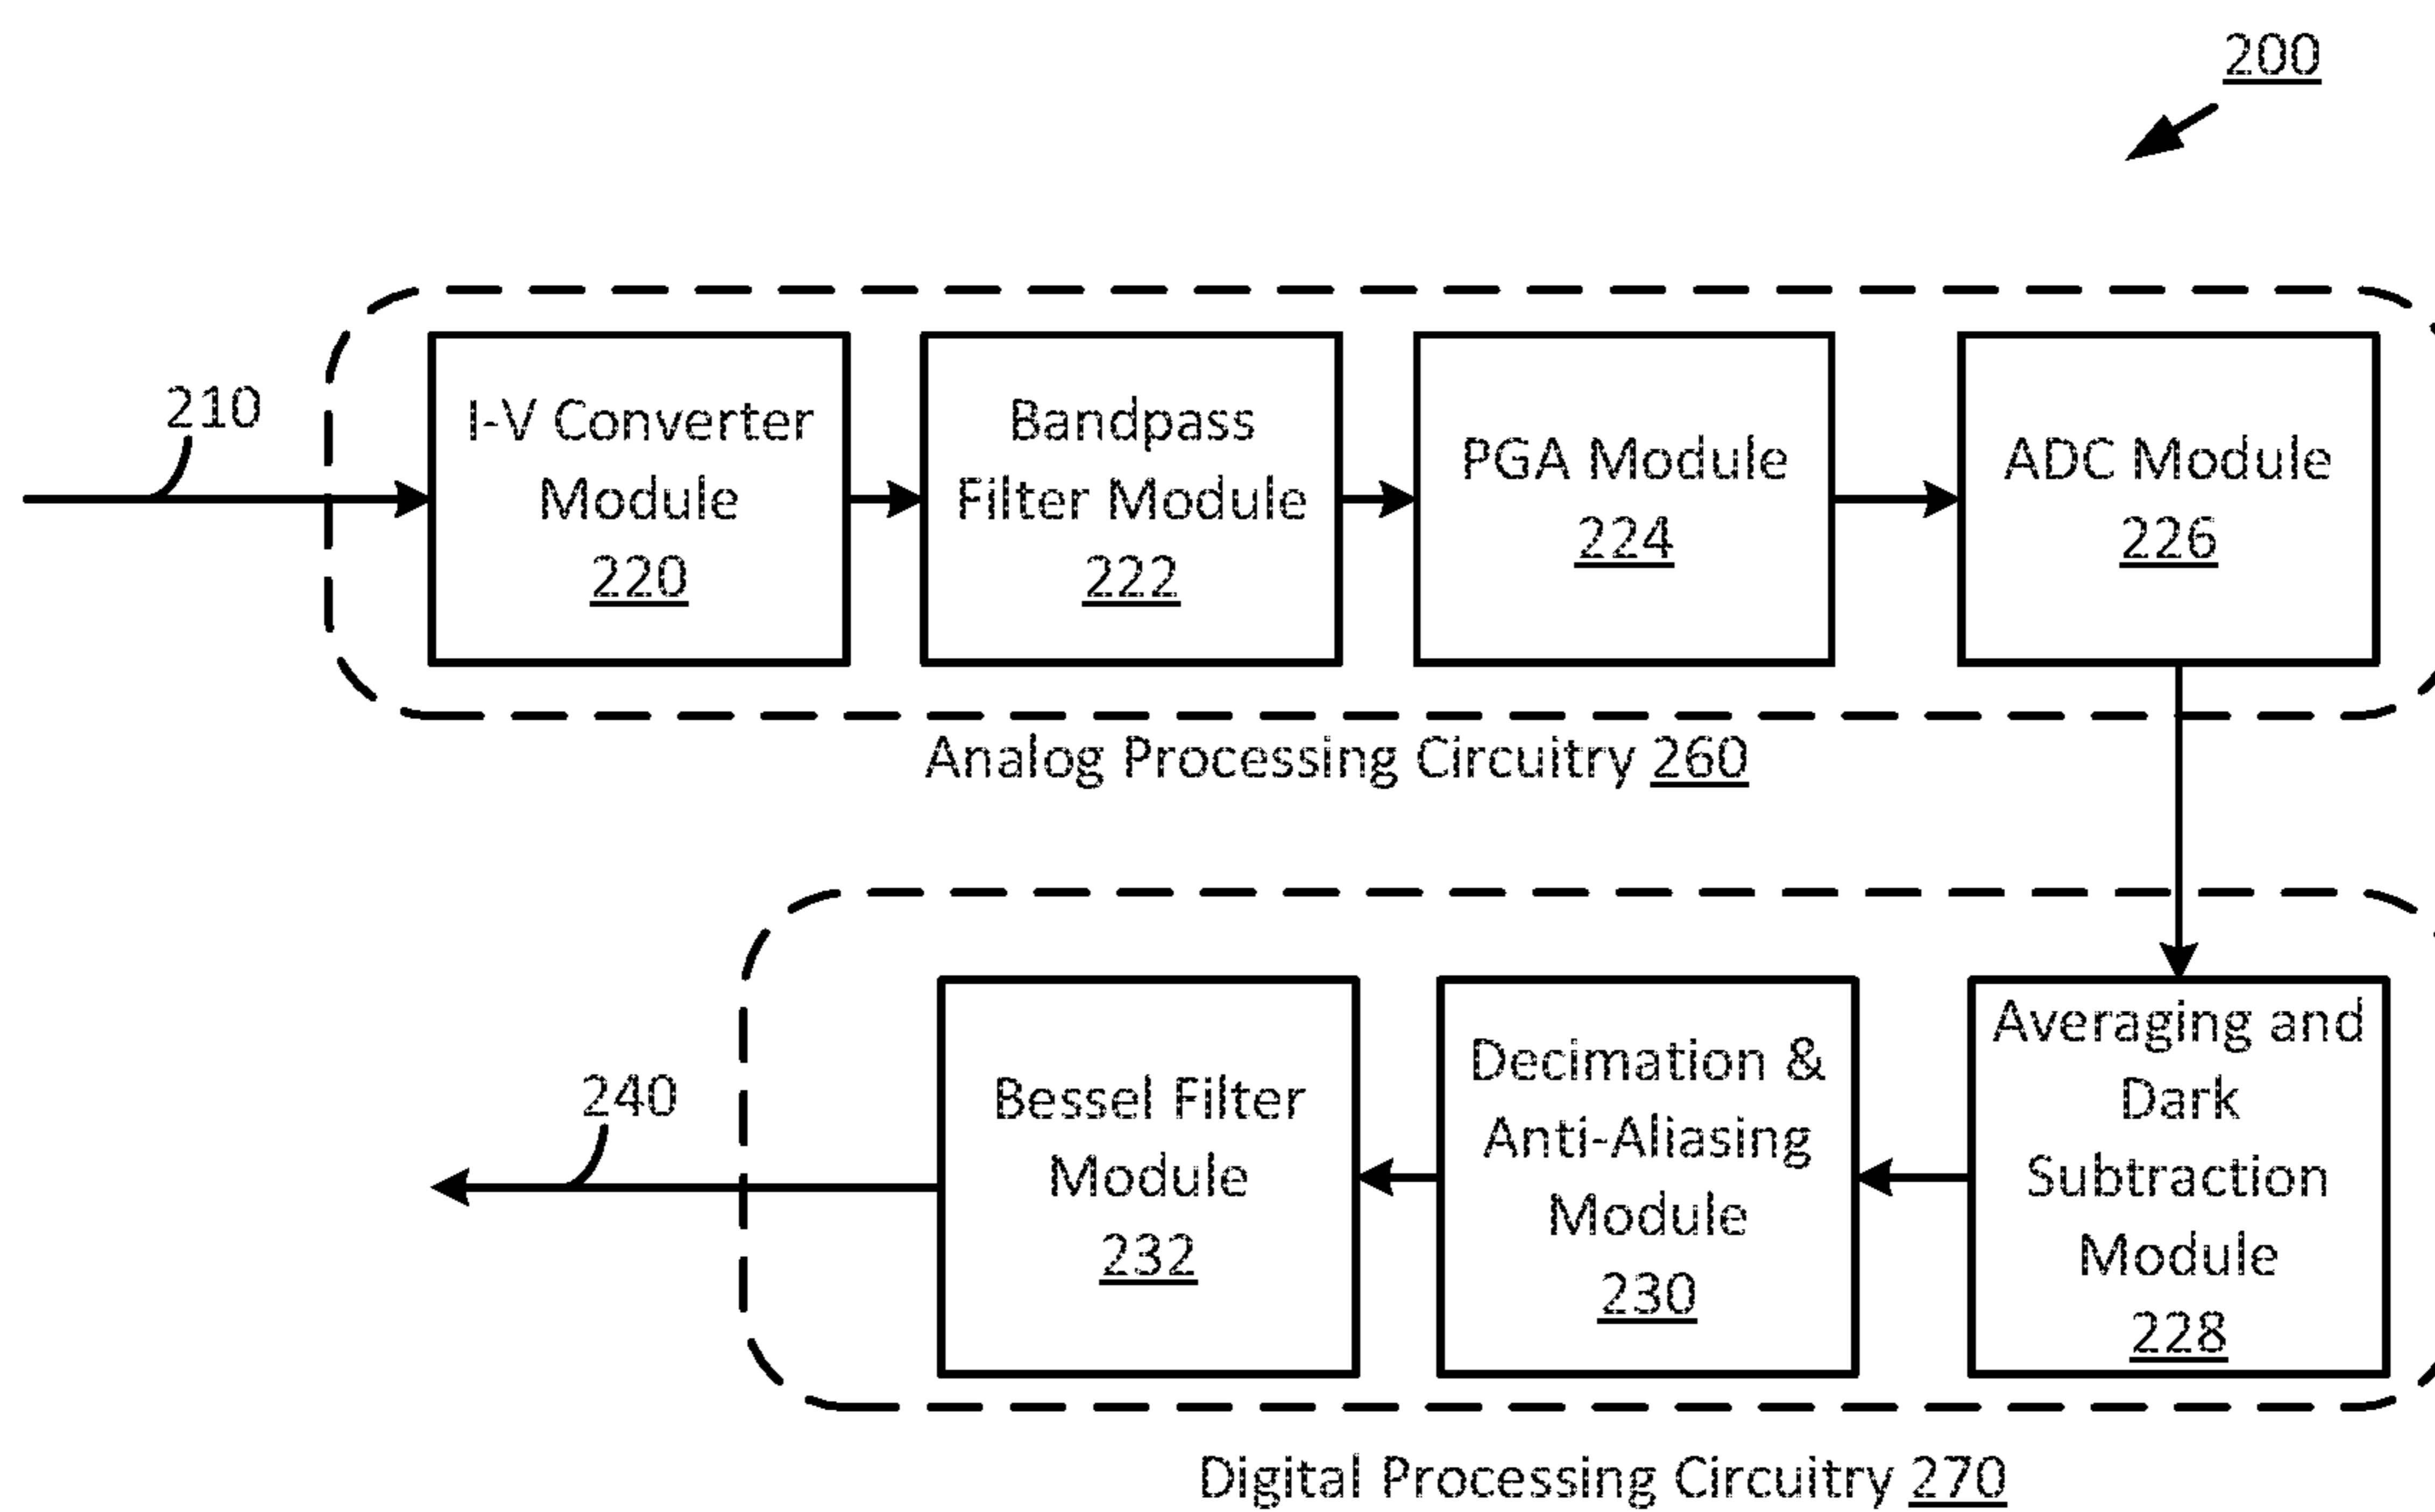 200
210
I-V Converter
Module
220
Bandpass
Filter Module
222
PGA Module
224
ADC Module
226
Analog Processing Circuitry 260
240
Bessel Filter
Module
232
Decimation &
Anti-Aliasing
Module
230
Averaging and
Dark
Subtraction
Module
228
Digital Processing Circuitry 270